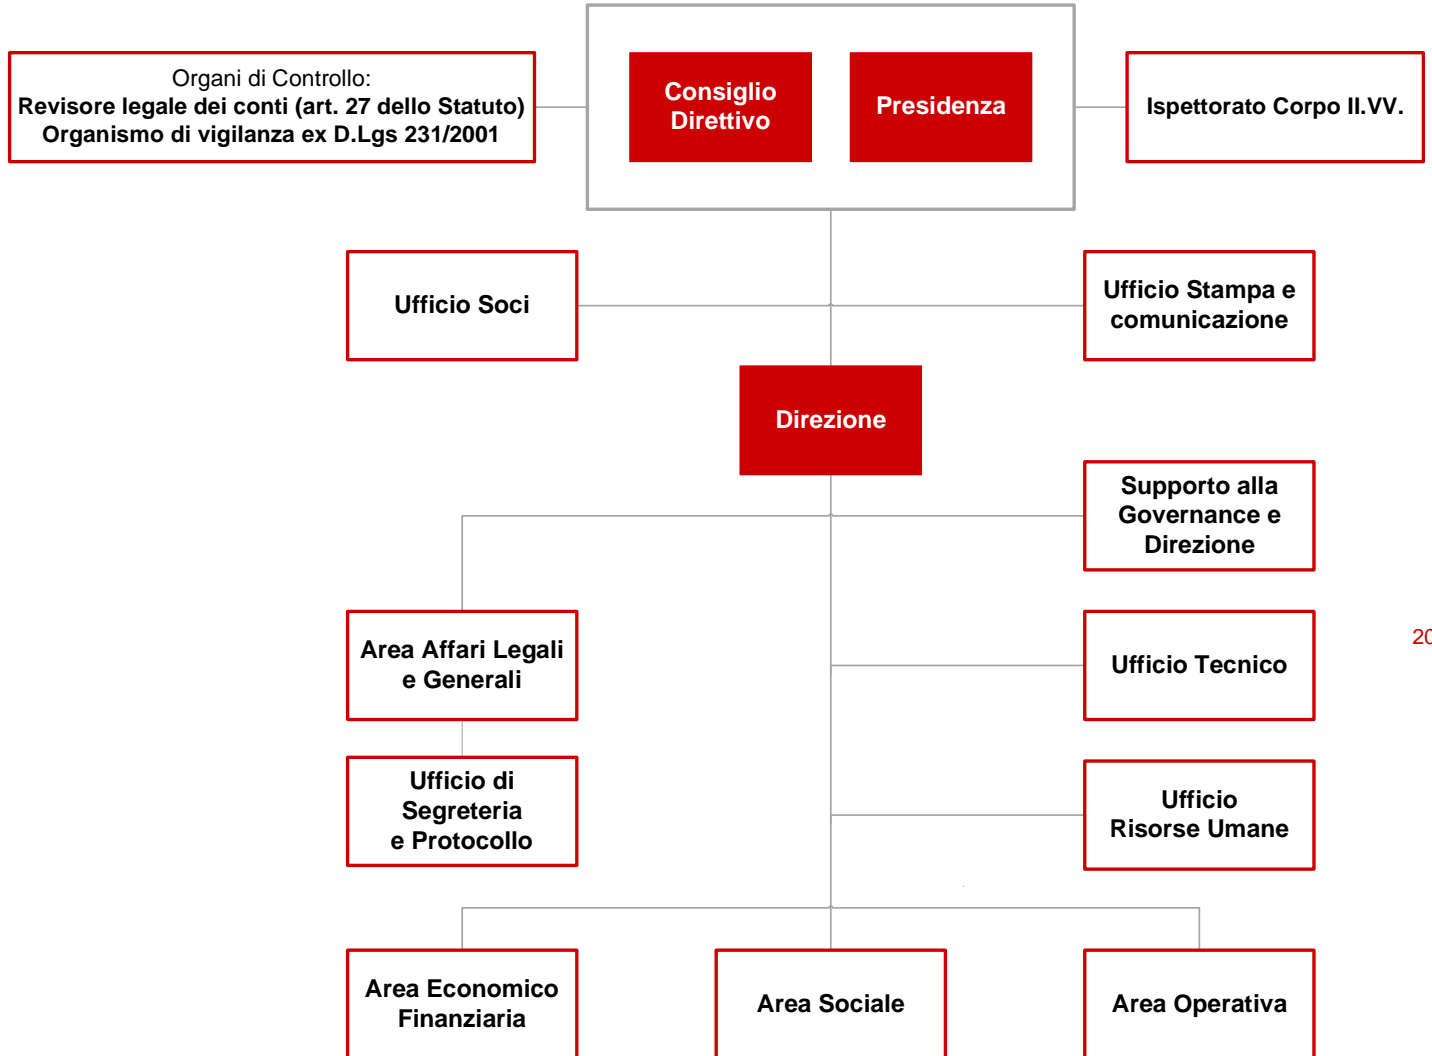 Organi di Controllo:
Revisore legale dei conti (art. 27 dello Statuto)
Organismo di vigilanza ex D.Lgs 231/2001
Consiglio
Direttivo
Presidenza
Ispettorato Corpo II.VV.
Ufficio Soci
Ufficio Stampa e
comunicazione
Direzione
Supporto alla
Governance e
Direzione
Area Affari Legali
e Generali
Ufficio Tecnico
20
Ufficio di
Segreteria
e Protocollo
Ufficio
Risorse Umane
Area Economico
Finanziaria
Area Sociale
Area Operativa